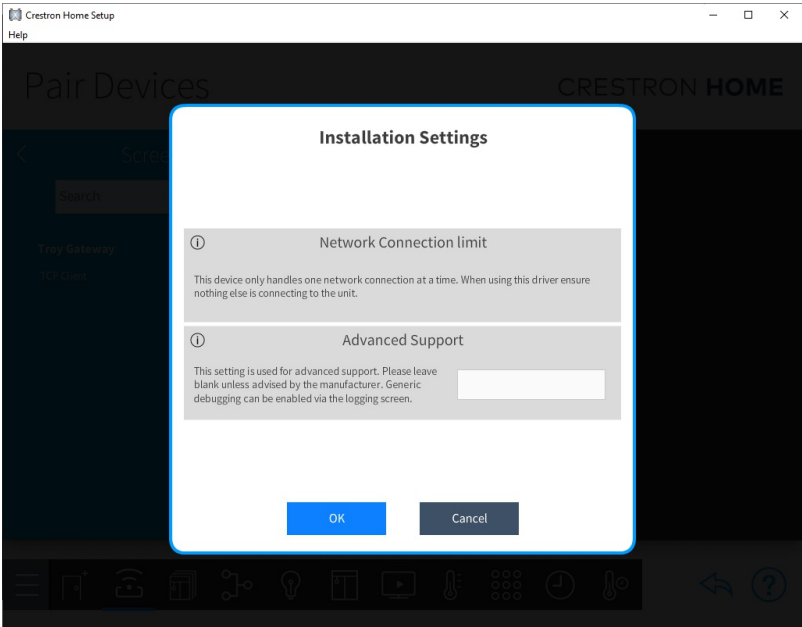 Crestron Home Setup
Help
Pair Devices
CRESTRON HOME
Scree
Search
Troy Gateway
TCP Client
Installation Settings
Network Connection limit
This device only handles one network connection at a time. When using this driver ensure
nothing else is connecting to the unit.
Advanced Support
This setting is used for advanced support. Please leave
blank unless advised by the manufacturer. Generic
debugging can be enabled via the logging screen.
OK
Cancel